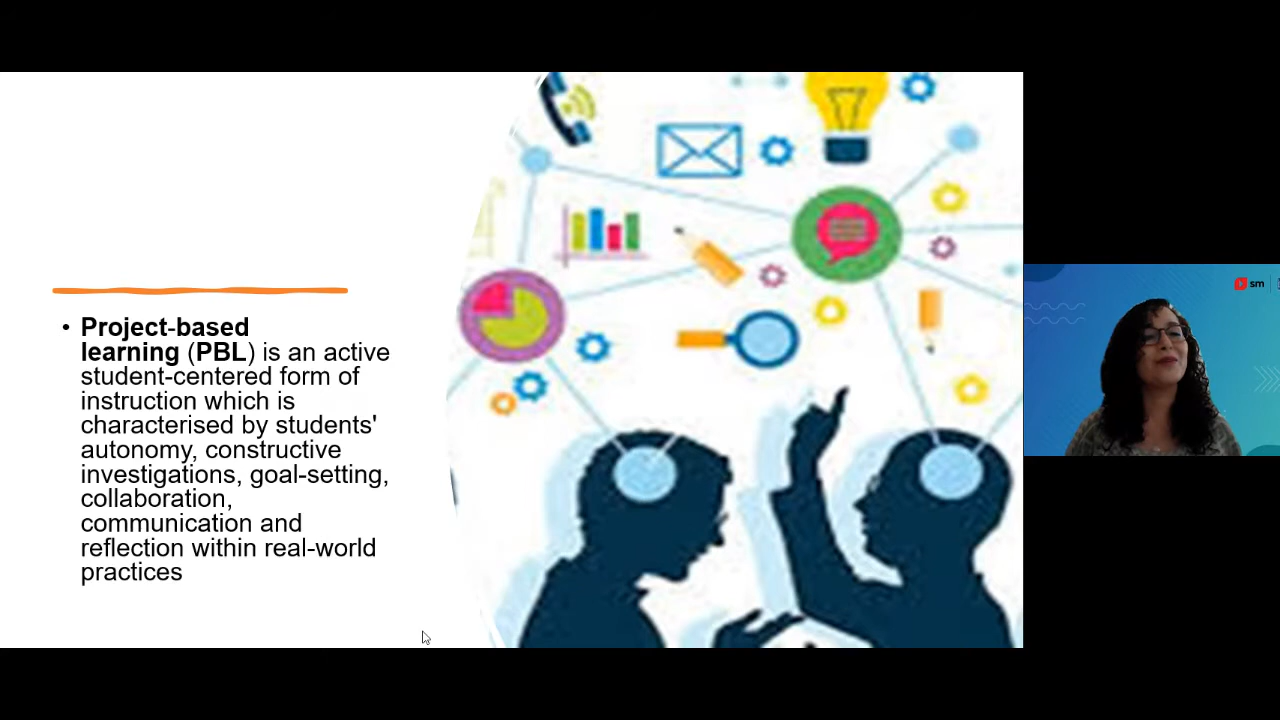 • Project-based
learning (PBL) is an active
student-centered form of
instruction which is
characterised by students'
autonomy, constructive
investigations, goal-setting,
collaboration,
communication and
reflection within real-world
practices
sm